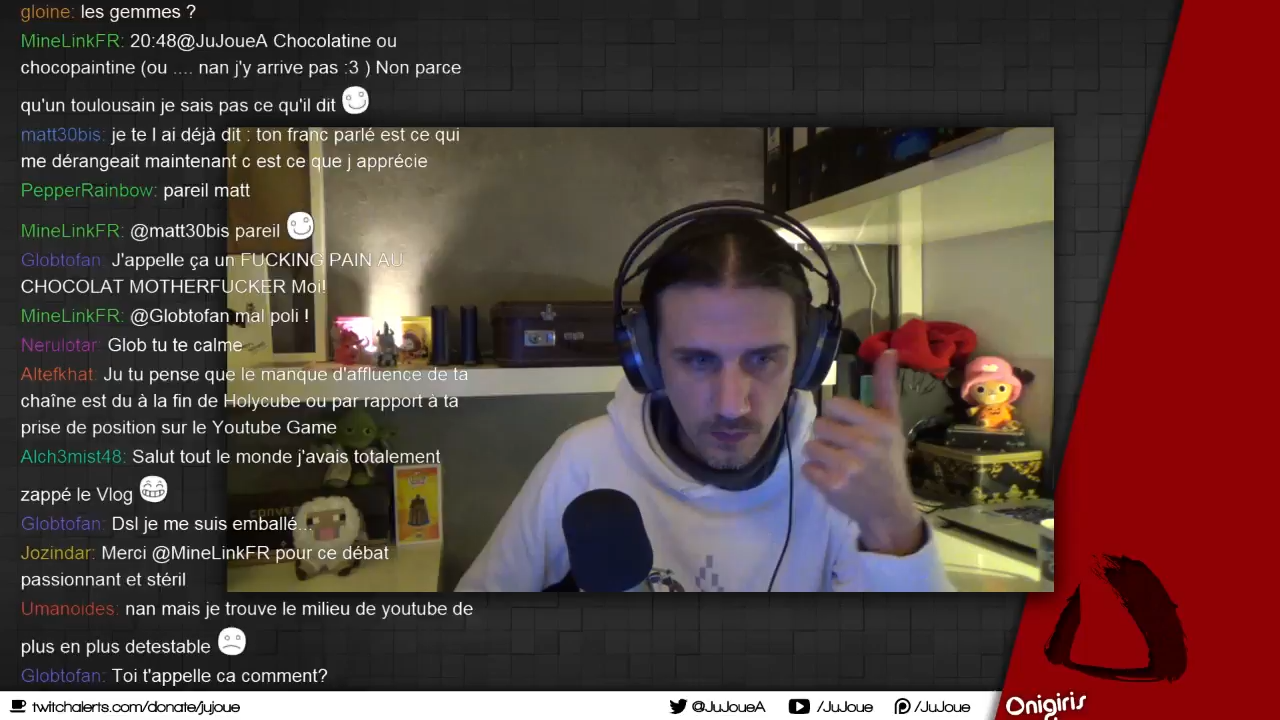 gloine: les gemmes ?
MineLinkFR: 20:48@JuJoueA Chocolatine ou
chocopaintine (ou .... nan j'y arrive pas :3 ) Non parce
qu'un toulousain je sais pas ce qu'il dit
matt30bis: je te l ai déjà dit : ton franc parlé est ce qui
me dérangeait maintenant c est ce que j apprécie
PepperRainbow: pareil matt
MineLinkFR: @matt30bis pareil
Globtofan: J'appelle ça un FUCKING PAIN AU
CHOCOLAT MOTHERFUCKER Moi!
MineLinkFR: @Globtofan mal poli !
Nerulotar: Glob tu te calme
Altefkhat: Ju tu pense que le manque d'affluence de ta
chaîne est du à la fin de Holycube ou par rapport à ta
prise de position sur le Youtube Game
Alch3mist48: Salut tout le monde j'avais totalement
zappé le Vlog
Globtofan: Dsl je me suis emballé...
Jozindar: Merci @MineLinkFR pour ce débat
passionnant et stéril
Umanoides: nan mais je trouve le milieu de youtube de
plus en plus detestable
Globtofan: Toi t'appelle ca comment?
twitchalerts.com/donate/jujoue
@JuJoueA
/JuJoue
/JuJoue
Onigiris